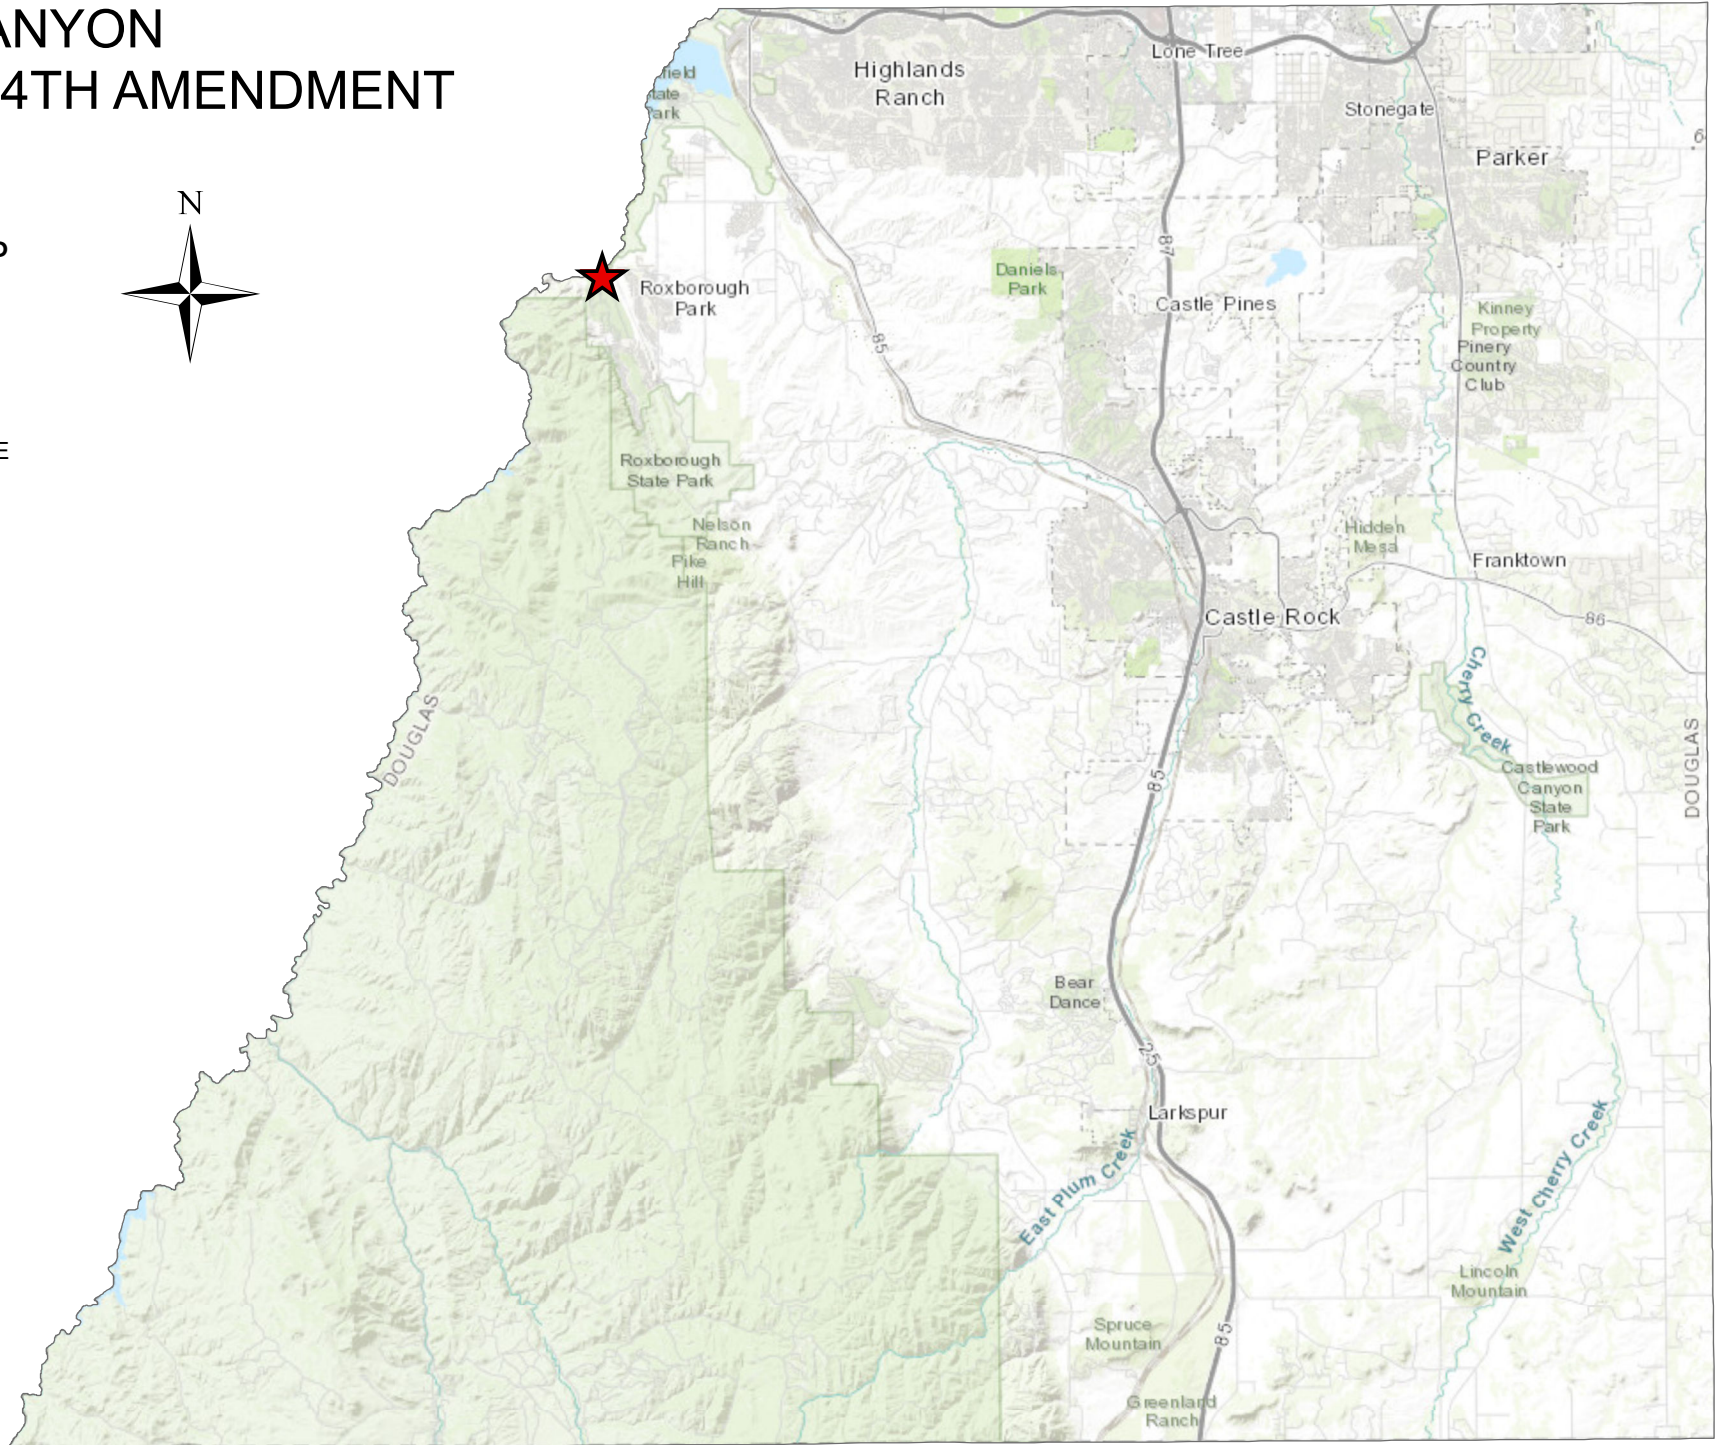 ANYON
4TH AMENDMENT
N
P
E
field
State
Park
Highlands
Ranch
Lone Tree
Stonegate
Parker
87
Roxborough
Park
Daniels
Park
Castle Pines
85
Kinney
Property
Pinery
Country
Club
Roxborough
State Park
Nelson
Ranch
Pike
Hill
Hidden
Mesa
Franktown
Castle Rock
86
Cherry Creek
DOUGLAS
DOUGLAS
85
Castlewood
Canyon
State
Park
Bear
Dance
25
Larkspur
East Plum Creek
West Cherry Creek
Lincoln
Mountain
Spruce
Mountain
85
Greenland
Ranch